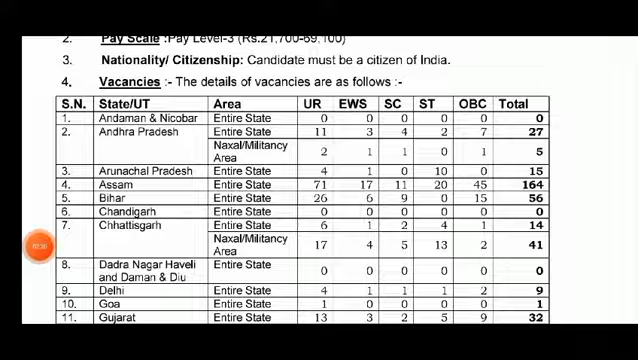 2. Pay Scale :Pay Level-3 (Rs.21,700-69,100)
3. Nationality/ Citizenship: Candidate must be a citizen of India.
4. Vacancies :- The details of vacancies are as follows :-
S.N. State/UT Area UR EWS SC ST OBC Total
1. Andaman & Nicobar Entire State 0 0 0 0 0 0
2. Andhra Pradesh Entire State 11 3 4 2 7 27
Naxal/Militancy Area 2 1 1 0 1 5
3. Arunachal Pradesh Entire State 4 1 0 10 0 15
4. Assam Entire State 71 17 11 20 45 164
5. Bihar Entire State 26 6 9 0 15 56
6. Chandigarh Entire State 0 0 0 0 0 0
7. Chhattisgarh Entire State 6 1 2 4 1 14
Naxal/Militancy Area 17 4 5 13 2 41
8. Dadra Nagar Haveli and Daman & Diu Entire State 0 0 0 0 0 0
9. Delhi Entire State 4 1 1 1 2 9
10. Goa Entire State 1 0 0 0 0 1
11. Gujarat Entire State 13 3 2 5 9 32